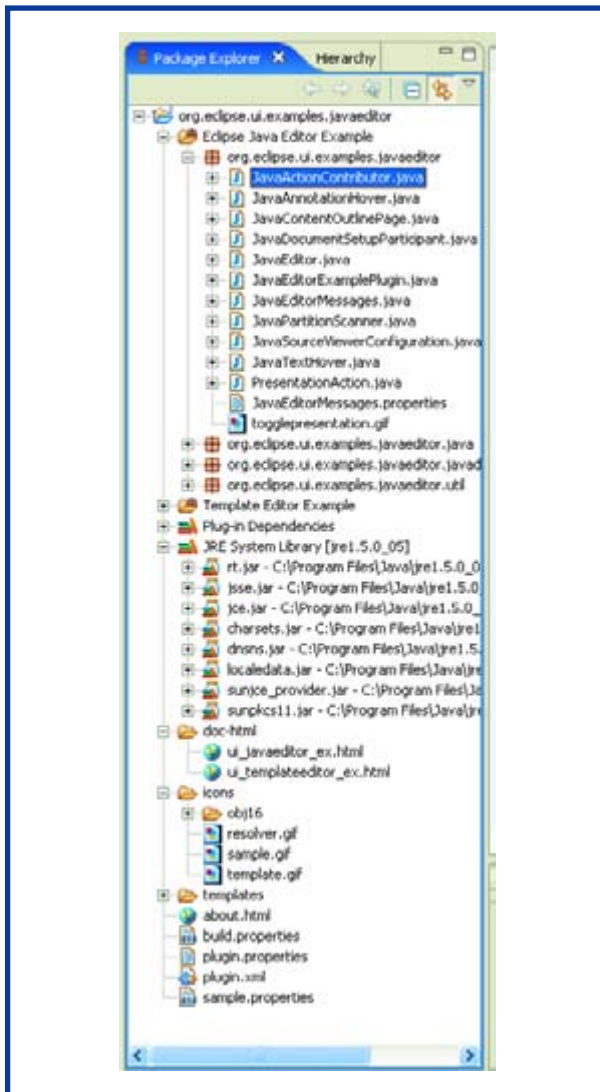 Package Explorer
Hierarchy
org.eclipse.ui.examples.javaeditor
Eclipse Java Editor Example
org.eclipse.ui.examples.javaeditor
JavaActionContributor.java
JavaAnnotationHover.java
JavaContentOutlinePage.java
JavaDocumentSetupParticipant.java
JavaEditor.java
JavaEditorExamplePlugin.java
JavaEditorMessages.java
JavaPartitionScanner.java
JavaSourceViewerConfiguration.java
JavaTextHover.java
PresentationAction.java
JavaEditorMessages.properties
togglepresentation.gif
org.eclipse.ui.examples.javaeditor.java
org.eclipse.ui.examples.javaeditor.javad
org.eclipse.ui.examples.javaeditor.util
Template Editor Example
Plug-in Dependencies
JRE System Library [jre1.5.0_05]
rt.jar - C:\Program Files\Java\jre1.5.0_0
jsse.jar - C:\Program Files\Java\jre1.5.0_
jce.jar - C:\Program Files\Java\jre1.5.0_
charsets.jar - C:\Program Files\Java\jre1
dnsns.jar - C:\Program Files\Java\jre1.5.
localedata.jar - C:\Program Files\Java\jre
sunjce_provider.jar - C:\Program Files\Ja
sunpkcs11.jar - C:\Program Files\Java\jre
doc-html
ui_javaeditor_ex.html
ui_templateeditor_ex.html
icons
obj16
resolver.gif
sample.gif
template.gif
templates
about.html
build.properties
plugin.properties
plugin.xml
sample.properties